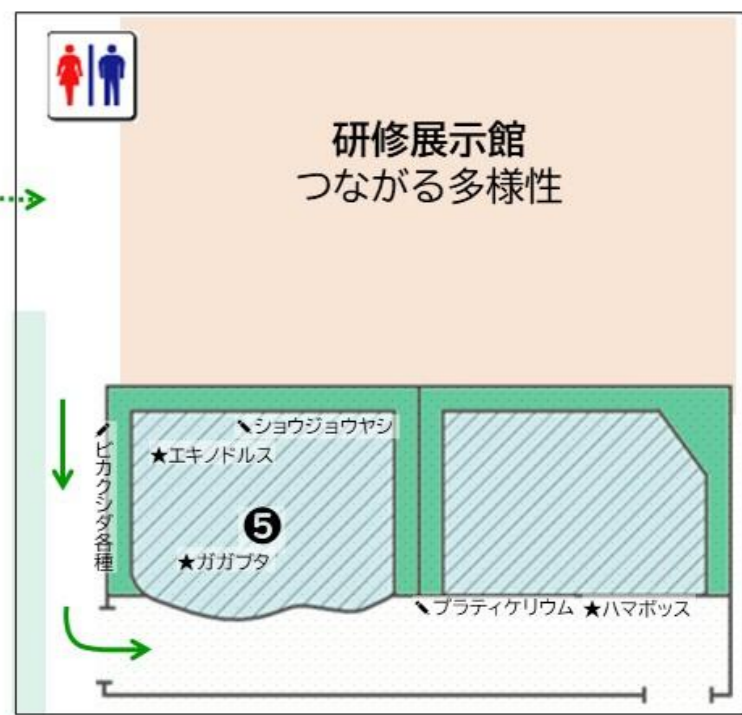 研修展示館
つながる多様性
ショウジョウヤシ
★エキノドルス
ビカクシダ各種
❺
★ガガブタ
プラティケリウム ★ハマボッス